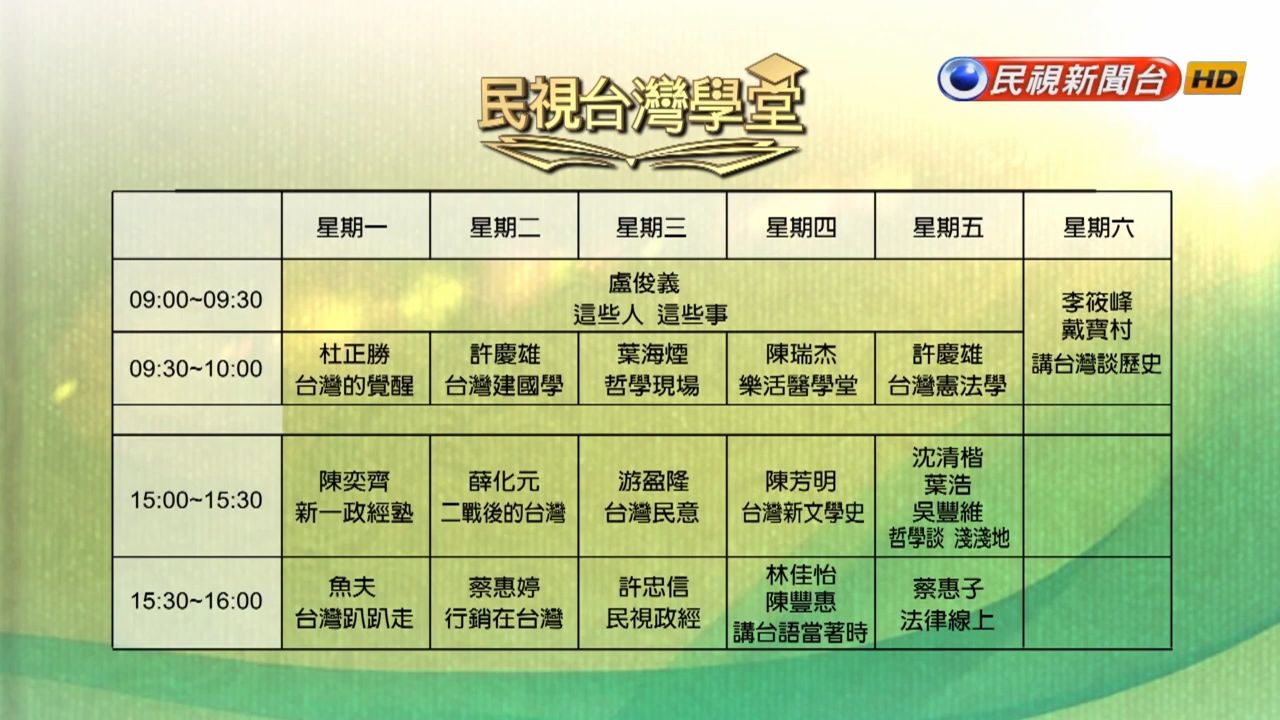 民視台灣學堂
民視新聞台 HD
星期一 星期二 星期三 星期四 星期五 星期六
09:00~09:30
盧俊義
這些人 這些事
李筱峰
戴寶村
講台灣談歷史
09:30~10:00
杜正勝
台灣的覺醒
許慶雄
台灣建國學
葉海煙
哲學現場
陳瑞杰
樂活醫學堂
許慶雄
台灣憲法學
15:00~15:30
陳奕齊
新一政經塾
薛化元
二戰後的台灣
游盈隆
台灣民意
陳芳明
台灣新文學史
沈清楷
葉浩
吳豐維
哲學談 淺淺地
15:30~16:00
魚夫
台灣趴趴走
蔡惠婷
行銷在台灣
許忠信
民視政經
林佳怡
陳豐惠
講台語當著時
蔡惠子
法律線上